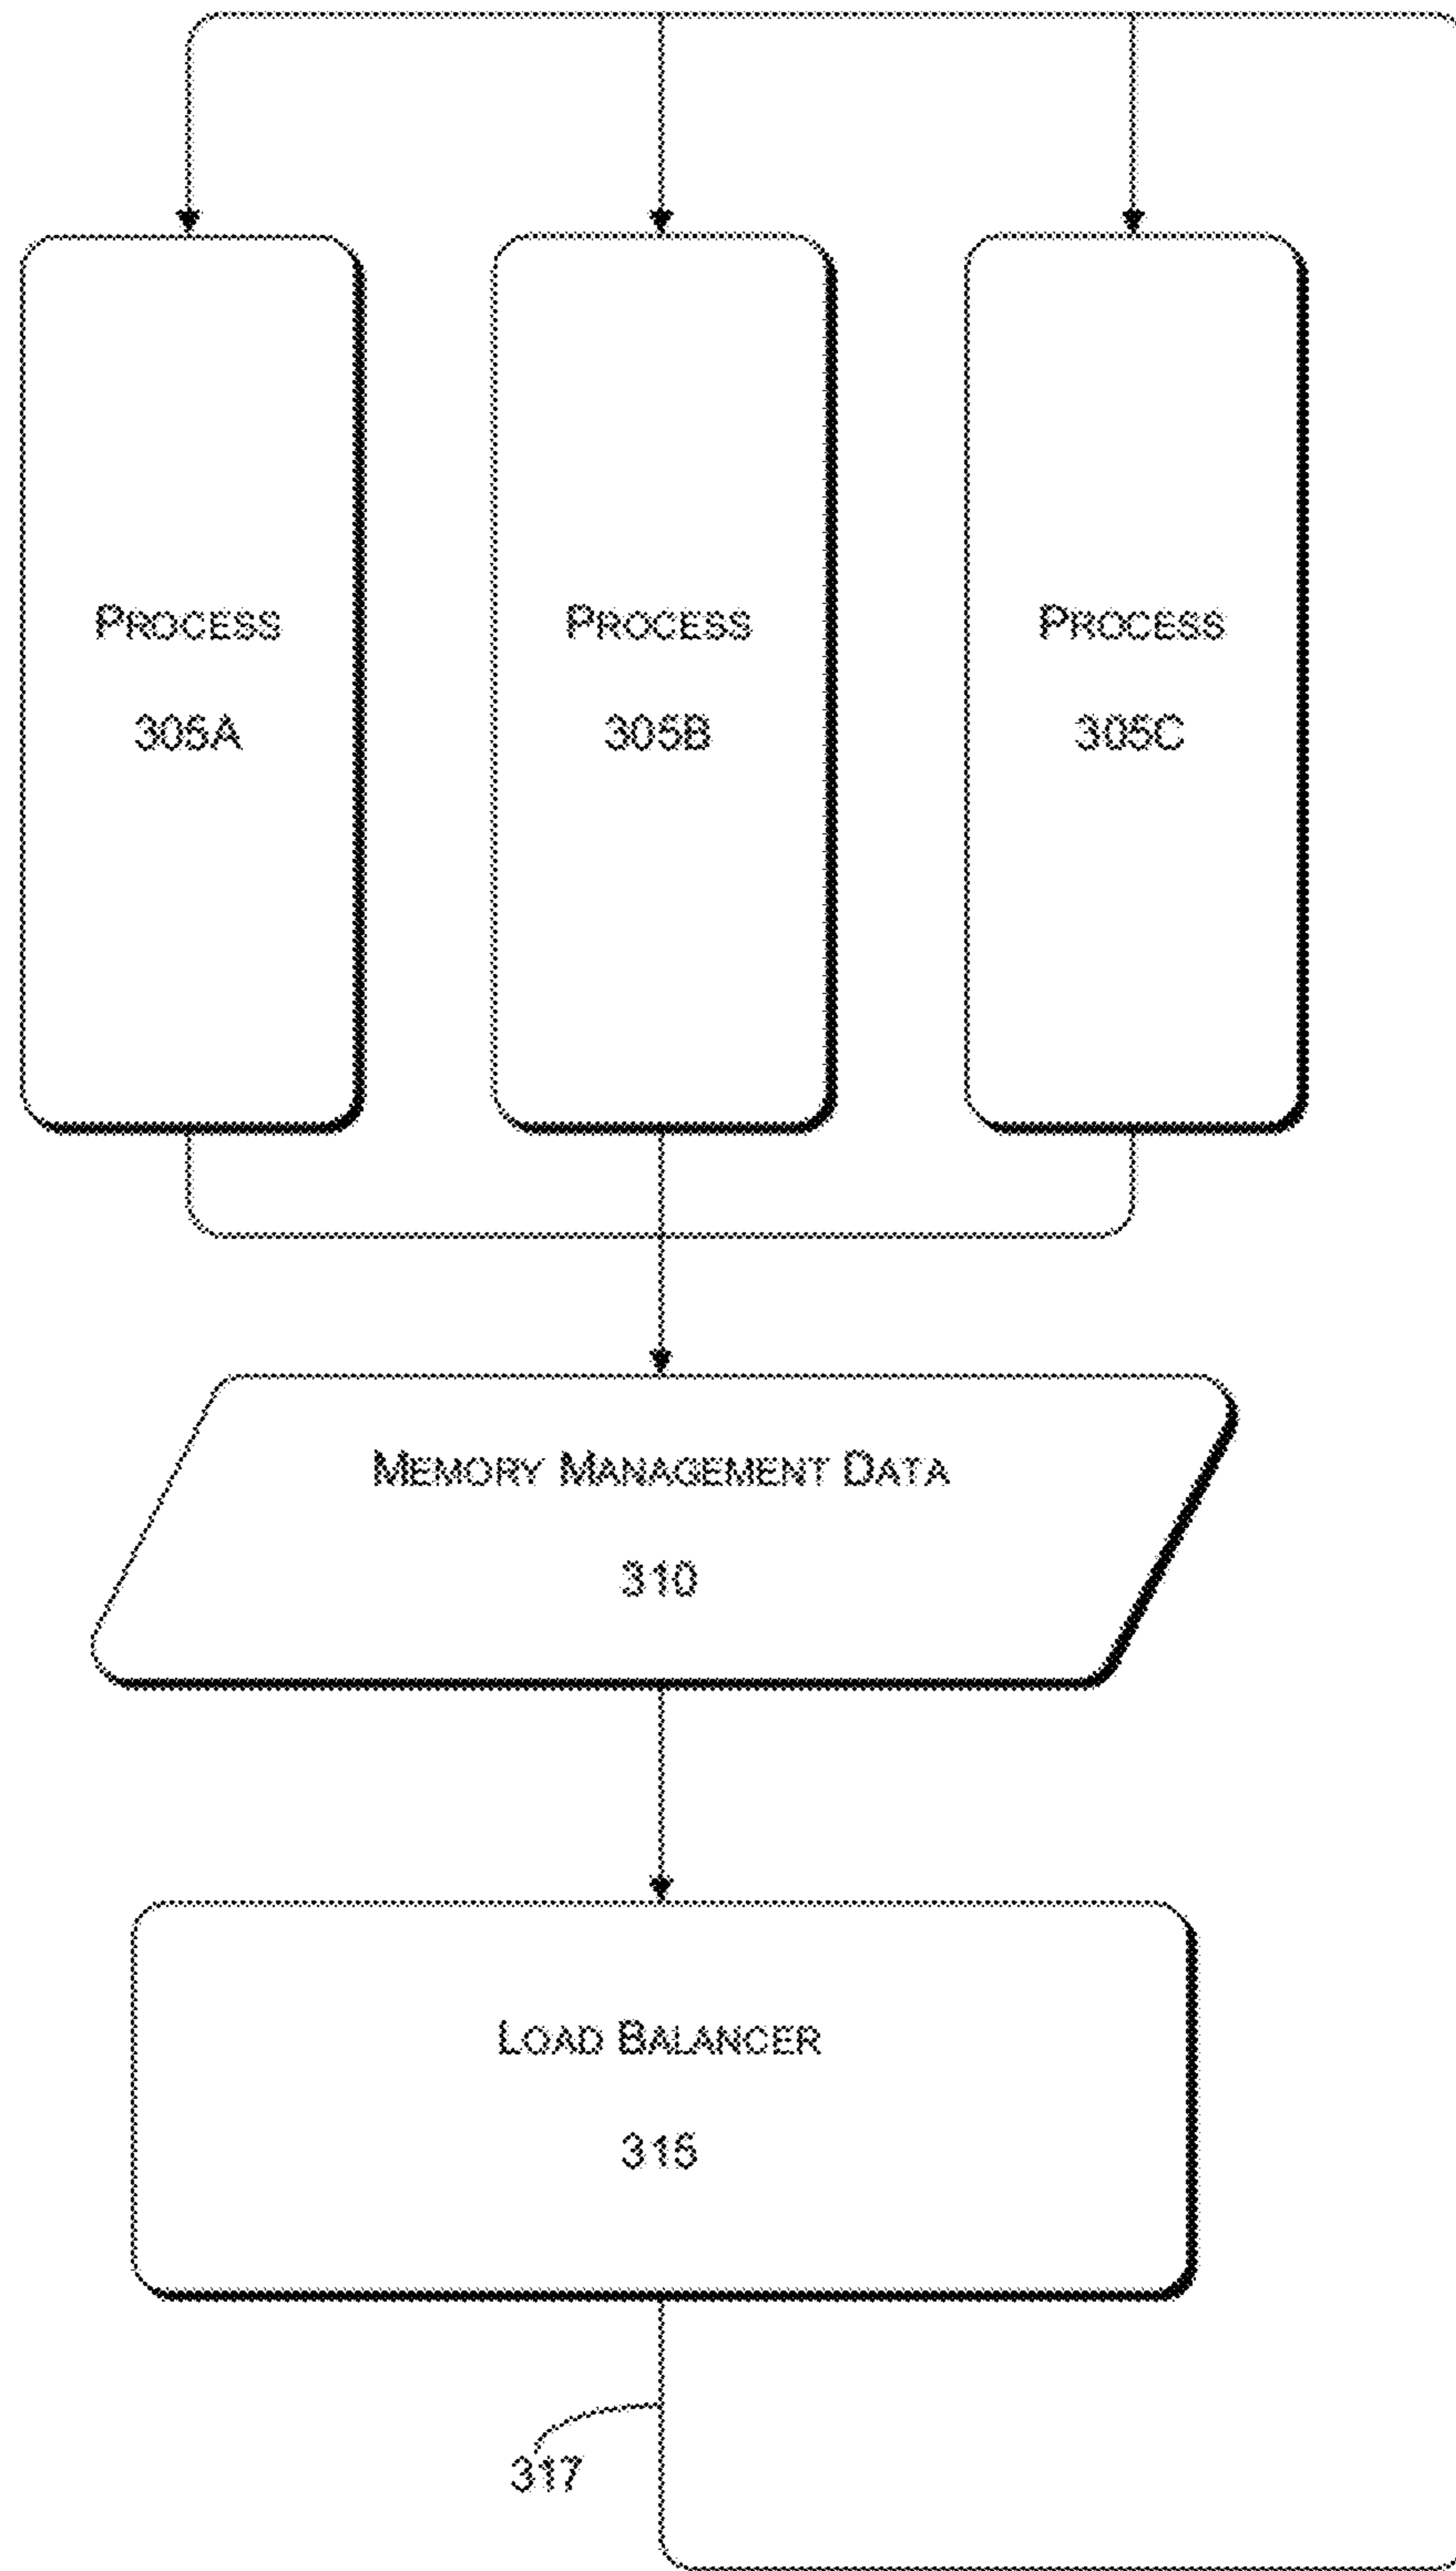 PROCESS
305A
PROCESS
305B
PROCESS
305C
MEMORY MANAGEMENT DATA
310
LOAD BALANCER
315
317